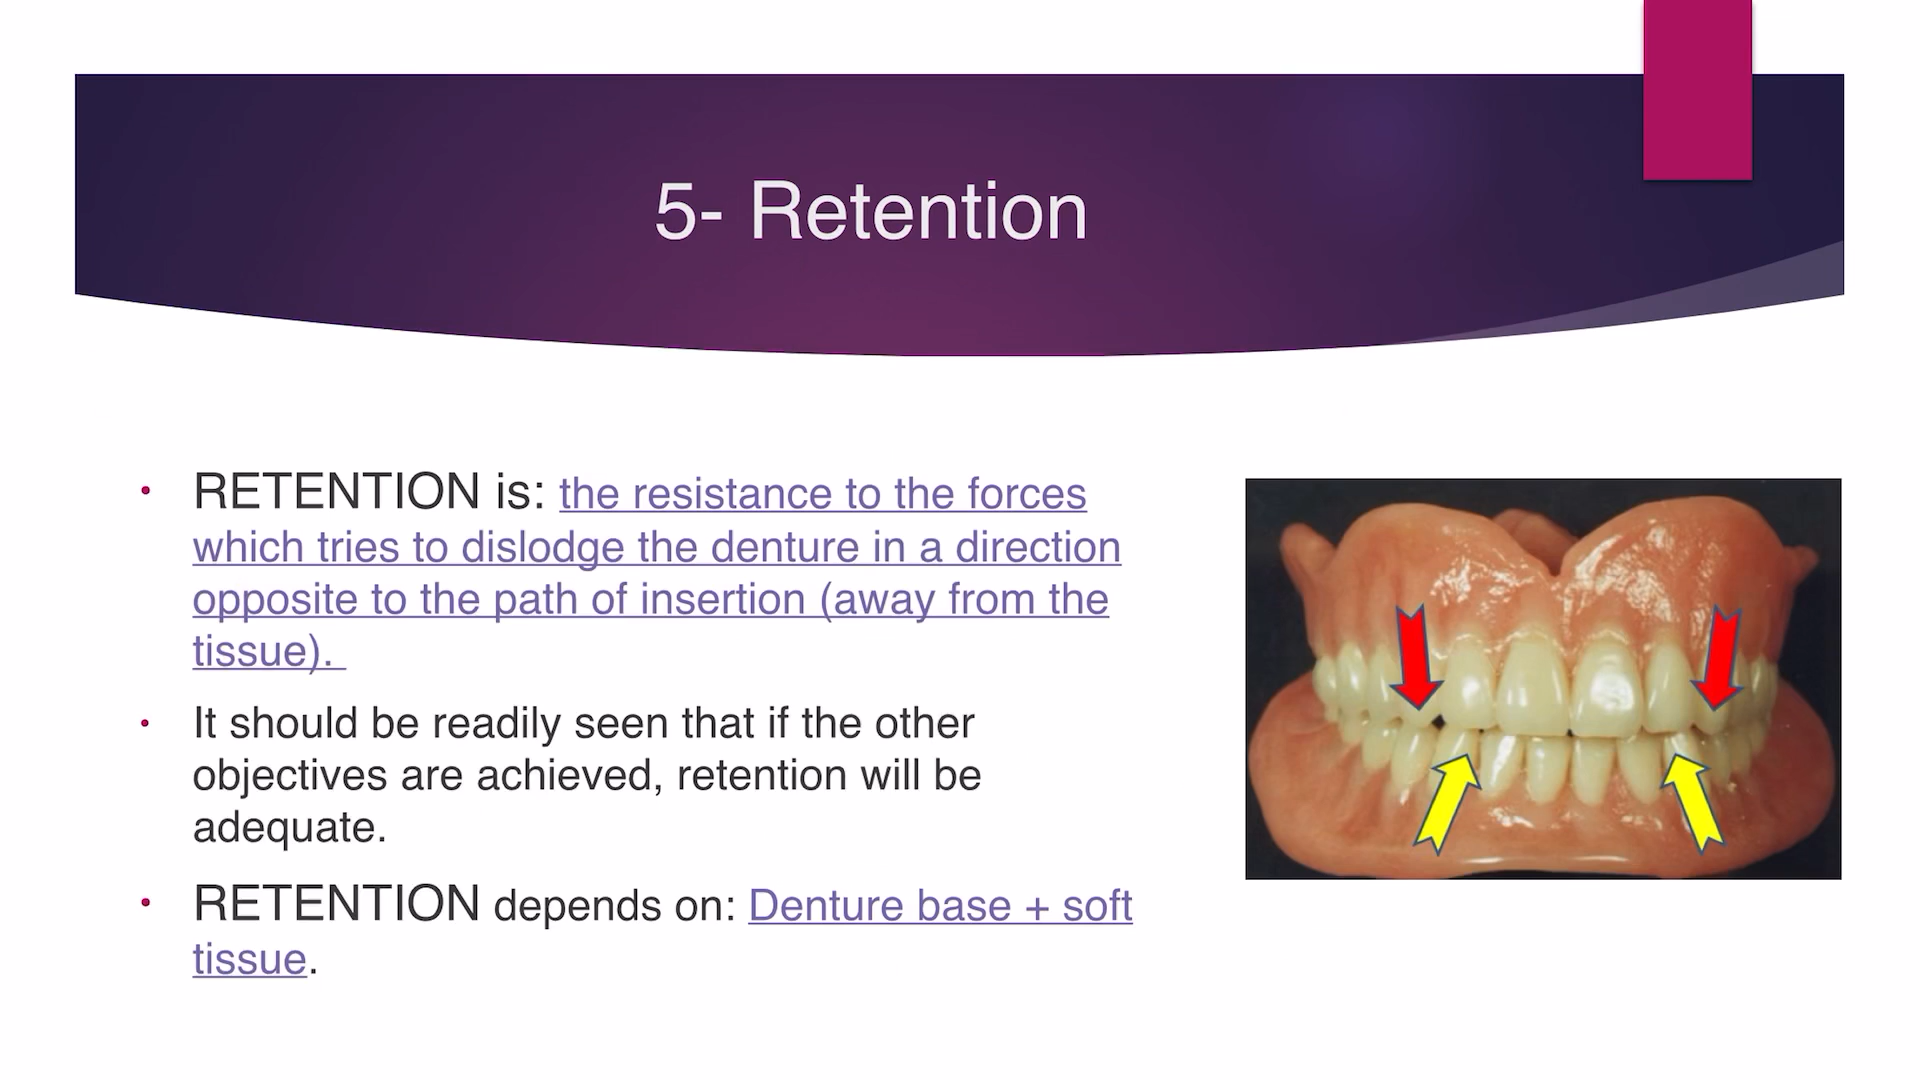 5- Retention
• RETENTION is: the resistance to the forces
which tries to dislodge the denture in a direction
opposite to the path of insertion (away from the
tissue).
• It should be readily seen that if the other
objectives are achieved, retention will be
adequate.
• RETENTION depends on: Denture base + soft
tissue.